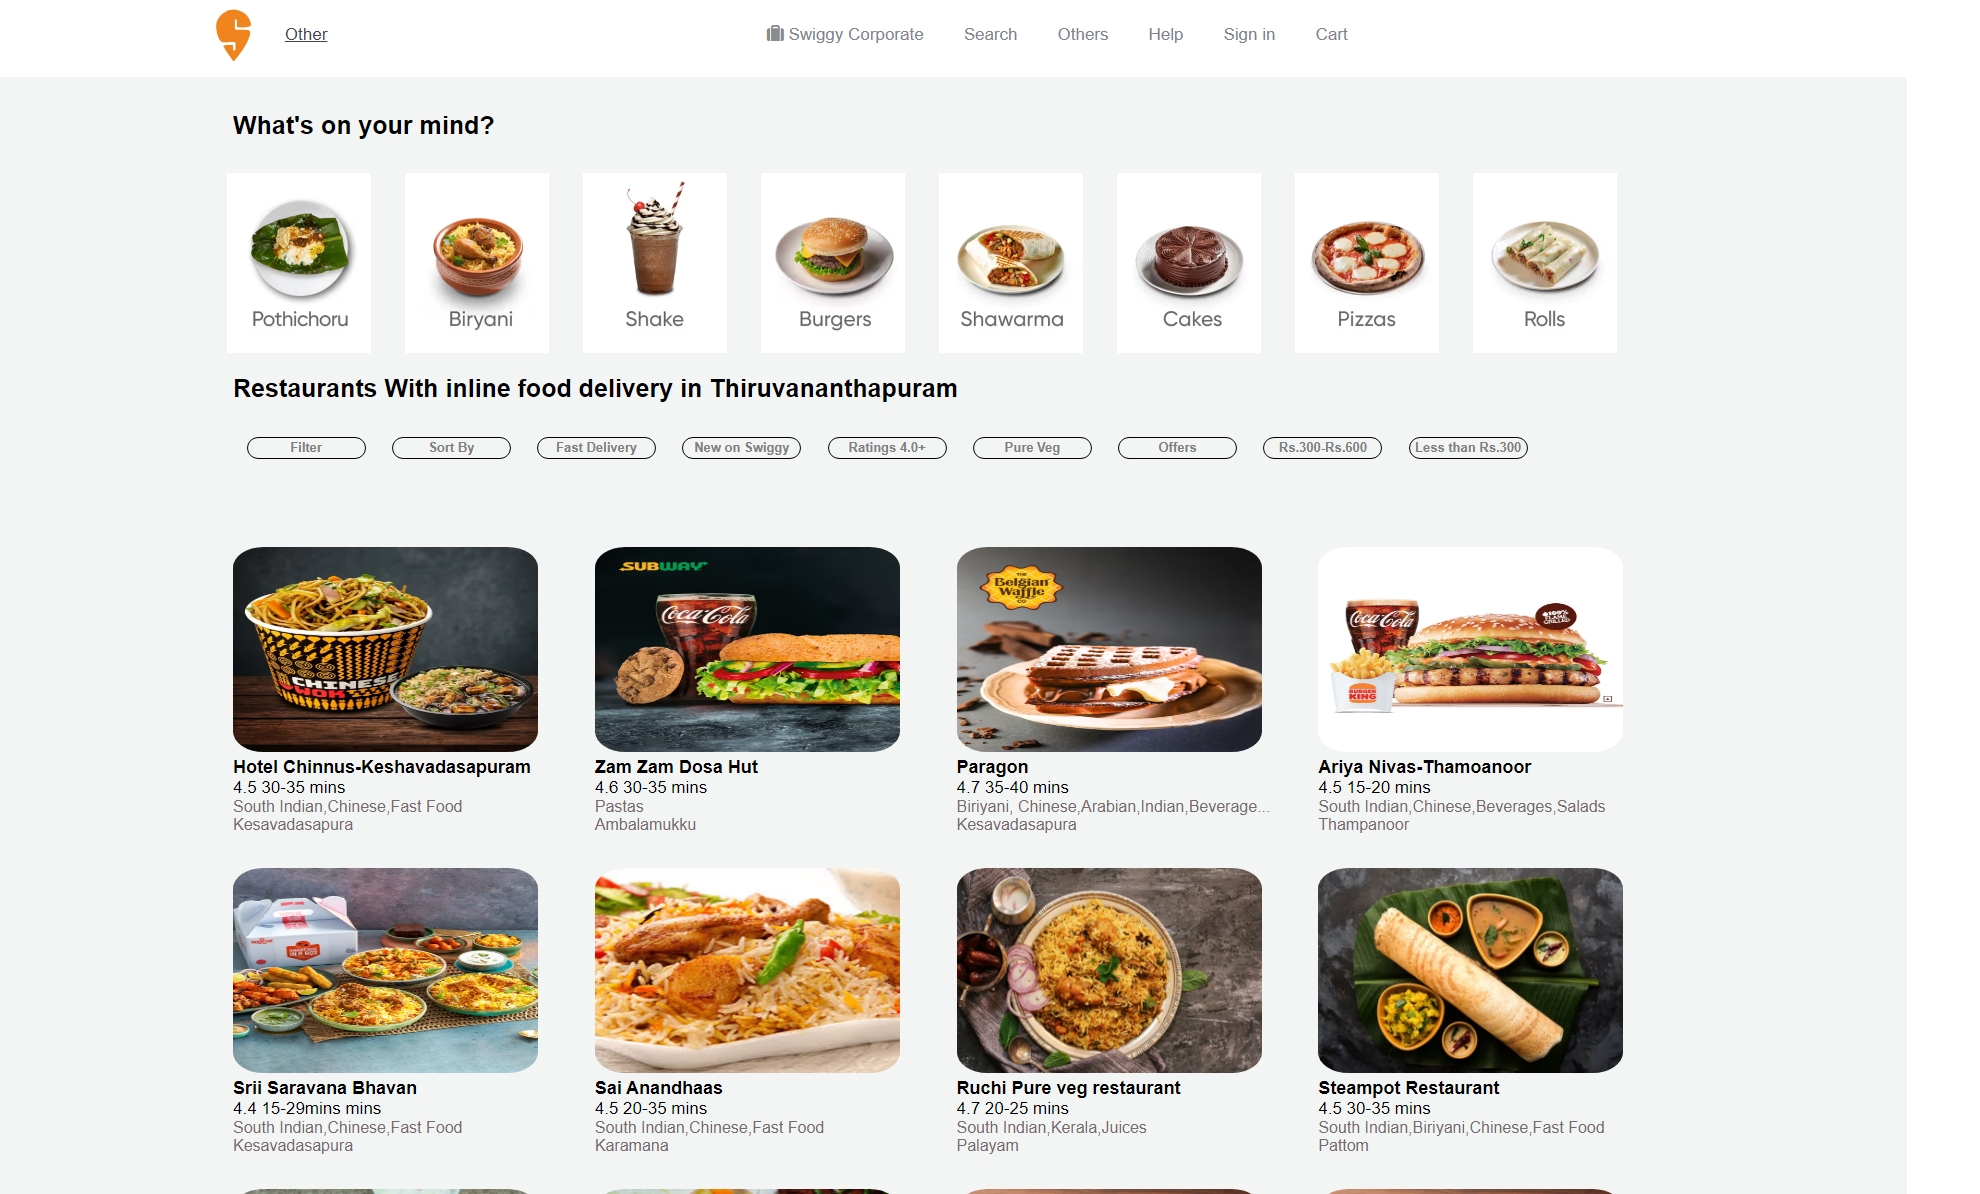 Other
Swiggy Corporate Search Others Help Sign in Cart
What's on your mind?
Pothichoru Biryani Shake Burgers Shawarma Cakes Pizzas Rolls
Restaurants With inline food delivery in Thiruvananthapuram
Filter Sort By Fast Delivery New on Swiggy Ratings 4.0+ Pure Veg Offers Rs.300-Rs.600 Less than Rs.300
CHINESE
WOK
SUBWAY
Coca-Cola
THE
Belgian
Waffle
CO
Coca-Cola
100%
FLAME
GRILLED
BURGER
KING
Hotel Chinnus-Keshavadasapuram
4.5 30-35 mins
South Indian,Chinese,Fast Food
Kesavadasapura
Zam Zam Dosa Hut
4.6 30-35 mins
Pastas
Ambalamukku
Paragon
4.7 35-40 mins
Biriyani, Chinese,Arabian,Indian,Beverage...
Kesavadasapura
Ariya Nivas-Thamoanoor
4.5 15-20 mins
South Indian,Chinese,Beverages,Salads
Thampanoor
Srii Saravana Bhavan
4.4 15-29mins mins
South Indian,Chinese,Fast Food
Kesavadasapura
Sai Anandhaas
4.5 20-35 mins
South Indian,Chinese,Fast Food
Karamana
Ruchi Pure veg restaurant
4.7 20-25 mins
South Indian,Kerala,Juices
Palayam
Steampot Restaurant
4.5 30-35 mins
South Indian,Biriyani,Chinese,Fast Food
Pattom